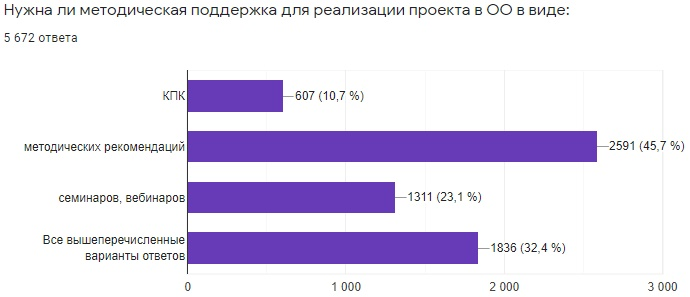 Нужна ли методическая поддержка для реализации проекта в ОО в виде:
5 672 ответа
КПК
607 (10,7 %)
методических рекомендаций
2591 (45,7 %)
семинаров, вебинаров
1311 (23,1 %)
Все вышеперечисленные
варианты ответов
1836 (32,4 %)
0
1 000
2 000
3 000